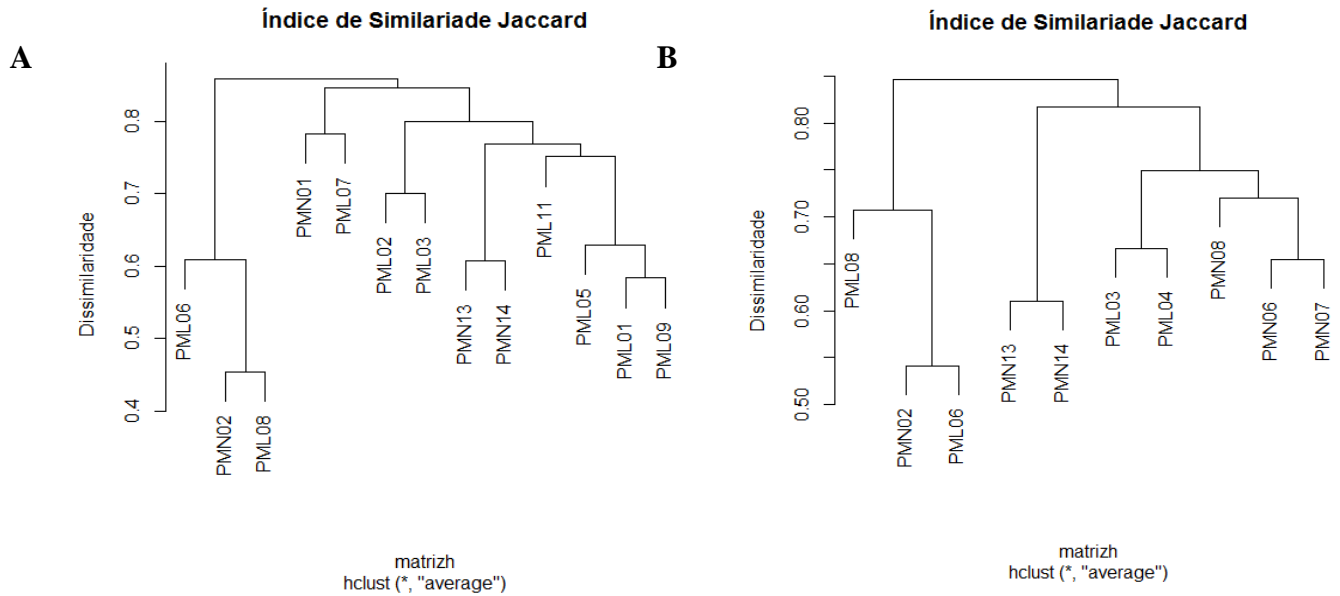 A
Índice de Similariade Jaccard
Dissimilaridade
0.8
0.7
0.6
0.5
0.4
PML06
PMN02
PML08
PMN01
PML07
PML02
PML03
PMN13
PMN14
PML11
PML05
PML01
PML09
matrizh
hclust (*, "average")
B
Índice de Similariade Jaccard
Dissimilaridade
0.80
0.70
0.60
0.50
PML08
PMN02
PML06
PMN13
PMN14
PML03
PML04
PMN08
PMN06
PMN07
matrizh
hclust (*, "average")